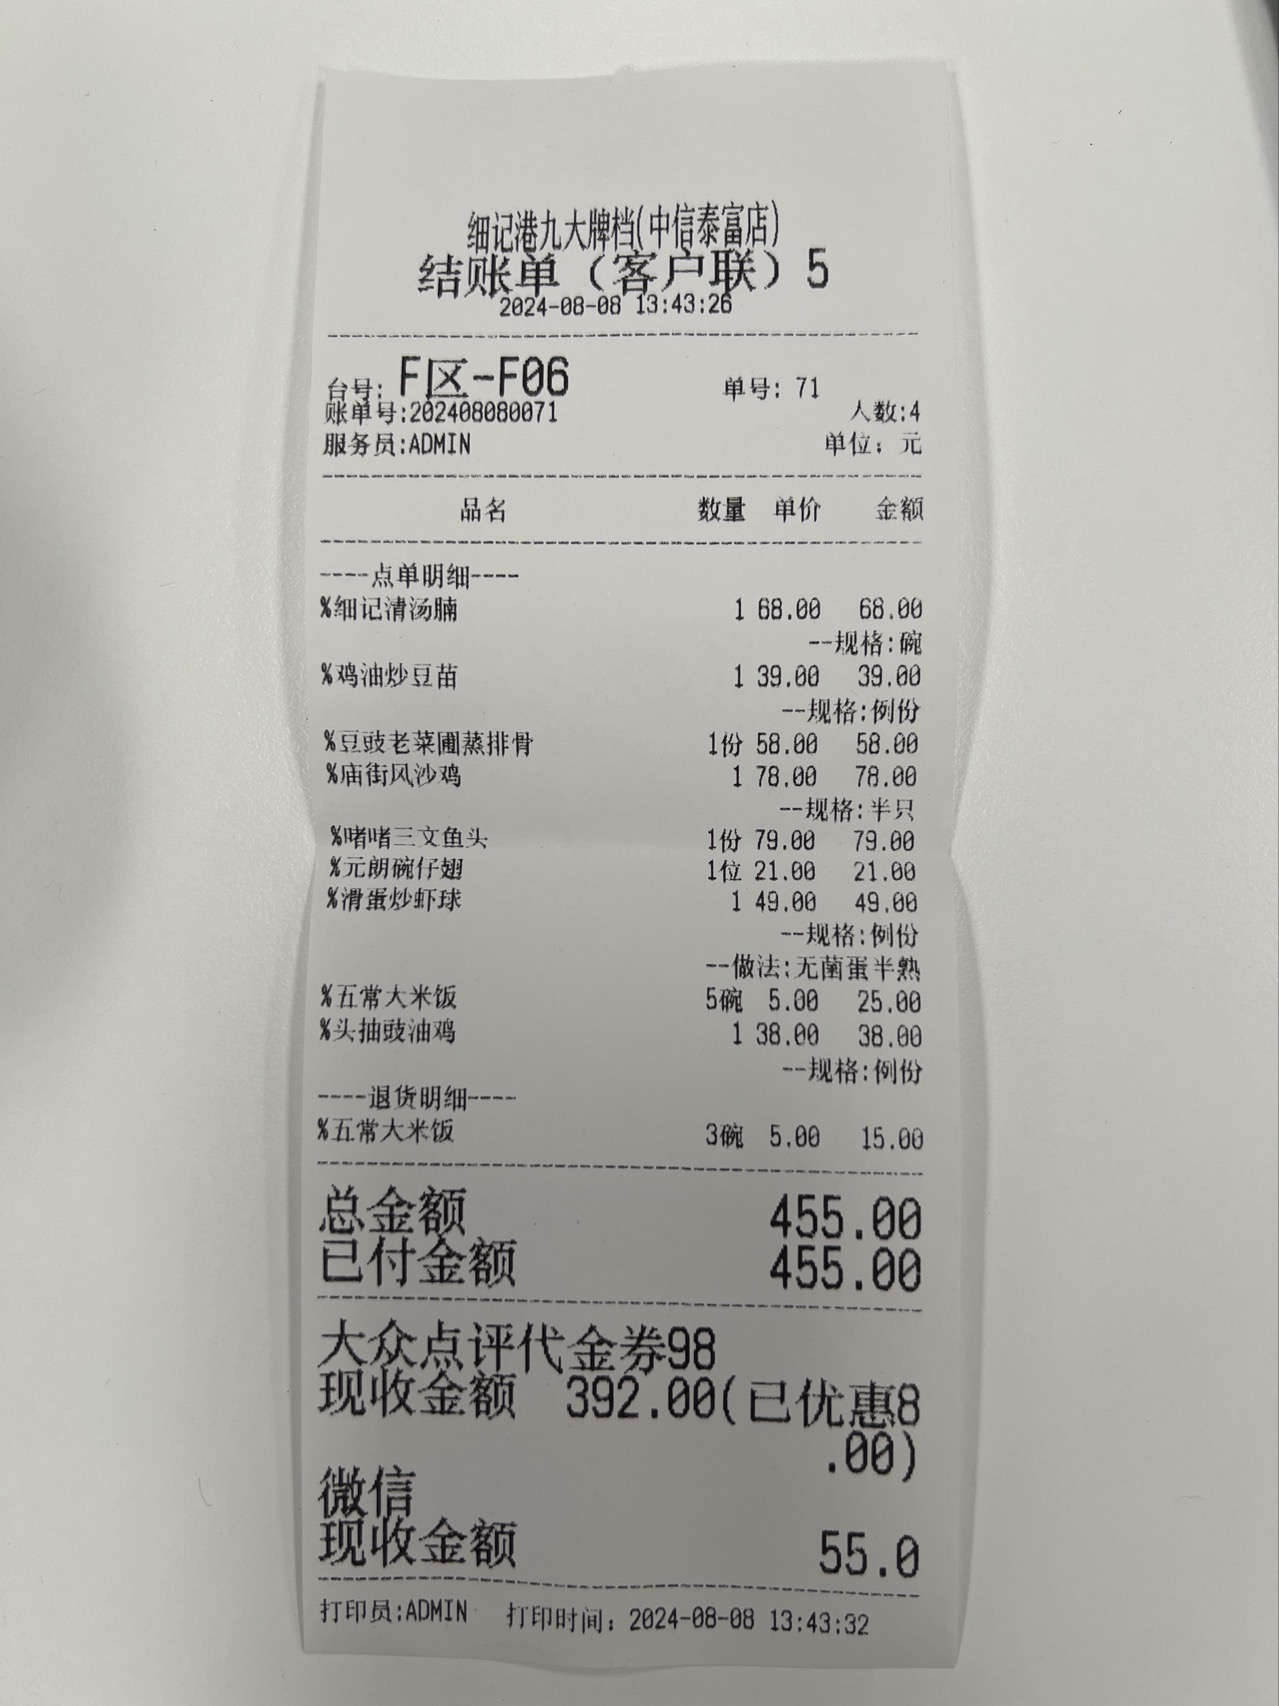 细记港九大牌档(中信泰富店)
结账单（客户联）5
2024-08-08 13:43:26
台号: F区-F06 单号: 71
账单号:202408080071 人数:4
服务员:ADMIN 单位: 元
品名 数量 单价 金额
----点单明细----
%细记清汤腩 1 68.00 68.00
--规格:碗
%鸡油炒豆苗 1 39.00 39.00
--规格:例份
%豆豉老菜圃蒸排骨 1份 58.00 58.00
%庙街风沙鸡 1 78.00 78.00
--规格:半只
%啫啫三文鱼头 1份 79.00 79.00
%元朗碗仔翅 1位 21.00 21.00
%滑蛋炒虾球 1 49.00 49.00
--规格:例份
--做法:无菌蛋半熟
%五常大米饭 5碗 5.00 25.00
%头抽豉油鸡 1 38.00 38.00
--规格:例份
----退货明细----
%五常大米饭 3碗 5.00 15.00
总金额 455.00
已付金额 455.00
大众点评代金券98
现收金额 392.00(已优惠8
.00)
微信
现收金额 55.0
打印员:ADMIN 打印时间: 2024-08-08 13:43:32